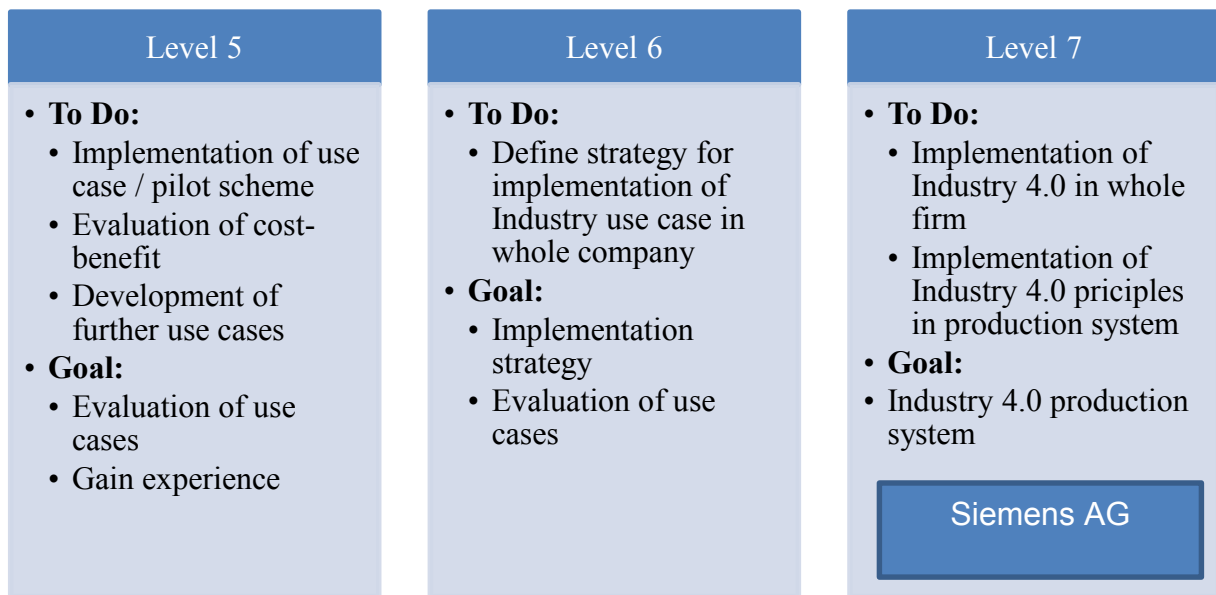 Level 5
• To Do:
• Implementation of use
case / pilot scheme
• Evaluation of cost-
benefit
• Development of
further use cases
• Goal:
• Evaluation of use
cases
• Gain experience
Level 6
• To Do:
• Define strategy for
implementation of
Industry use case in
whole company
• Goal:
• Implementation
strategy
• Evaluation of use
cases
Level 7
• To Do:
• Implementation of
Industry 4.0 in whole
firm
• Implementation of
Industry 4.0 priciples
in production system
• Goal:
• Industry 4.0 production
system
Siemens AG